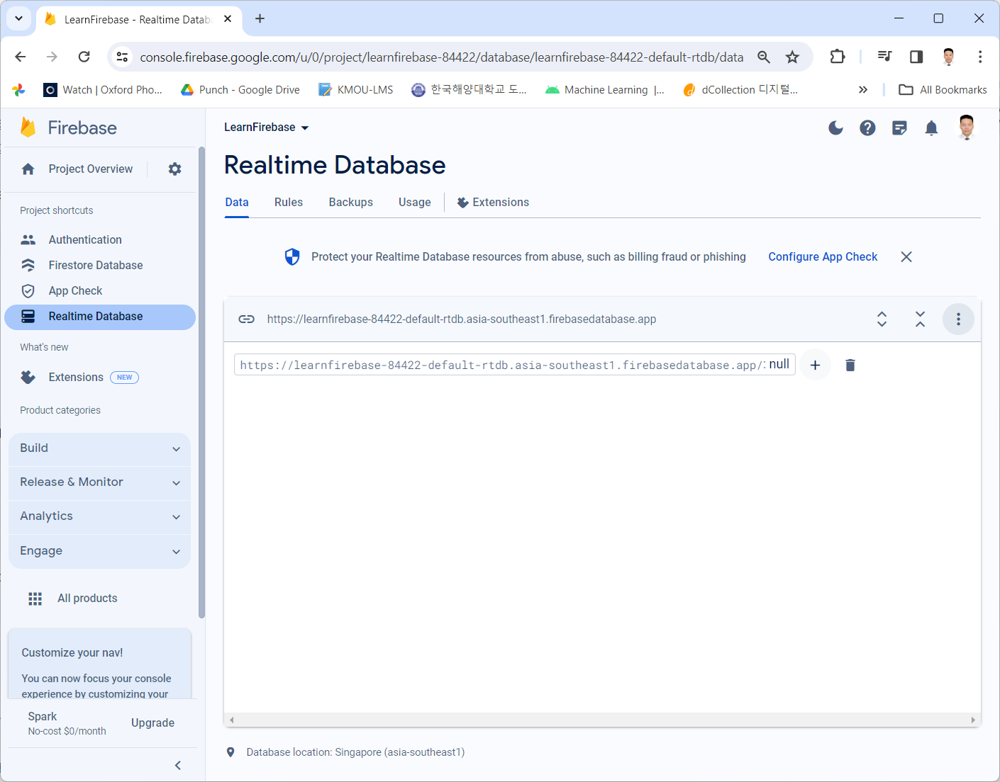 LearnFirebase - Realtime Datab
console.firebase.google.com/u/0/project/learnfirebase-84422/database/learnfirebase-84422-default-rtdb/data
Watch | Oxford Pho...
Punch - Google Drive
KMOU-LMS
한국해양대학교 도...
Machine Learning |...
dCollection 디지털...
All Bookmarks
Firebase
Project Overview
Project shortcuts
Authentication
Firestore Database
App Check
Realtime Database
What's new
Extensions NEW
Product categories
Build
Release & Monitor
Analytics
Engage
All products
Customize your nav!
You can now focus your console
experience by customizing your
Spark
No-cost $0/month
Upgrade
LearnFirebase
Realtime Database
Data
Rules
Backups
Usage
Extensions
Protect your Realtime Database resources from abuse, such as billing fraud or phishing
Configure App Check
https://learnfirebase-84422-default-rtdb.asia-southeast1.firebasedatabase.app
https://learnfirebase-84422-default-rtdb.asia-southeast1.firebasedatabase.app/: null
Database location: Singapore (asia-southeast1)